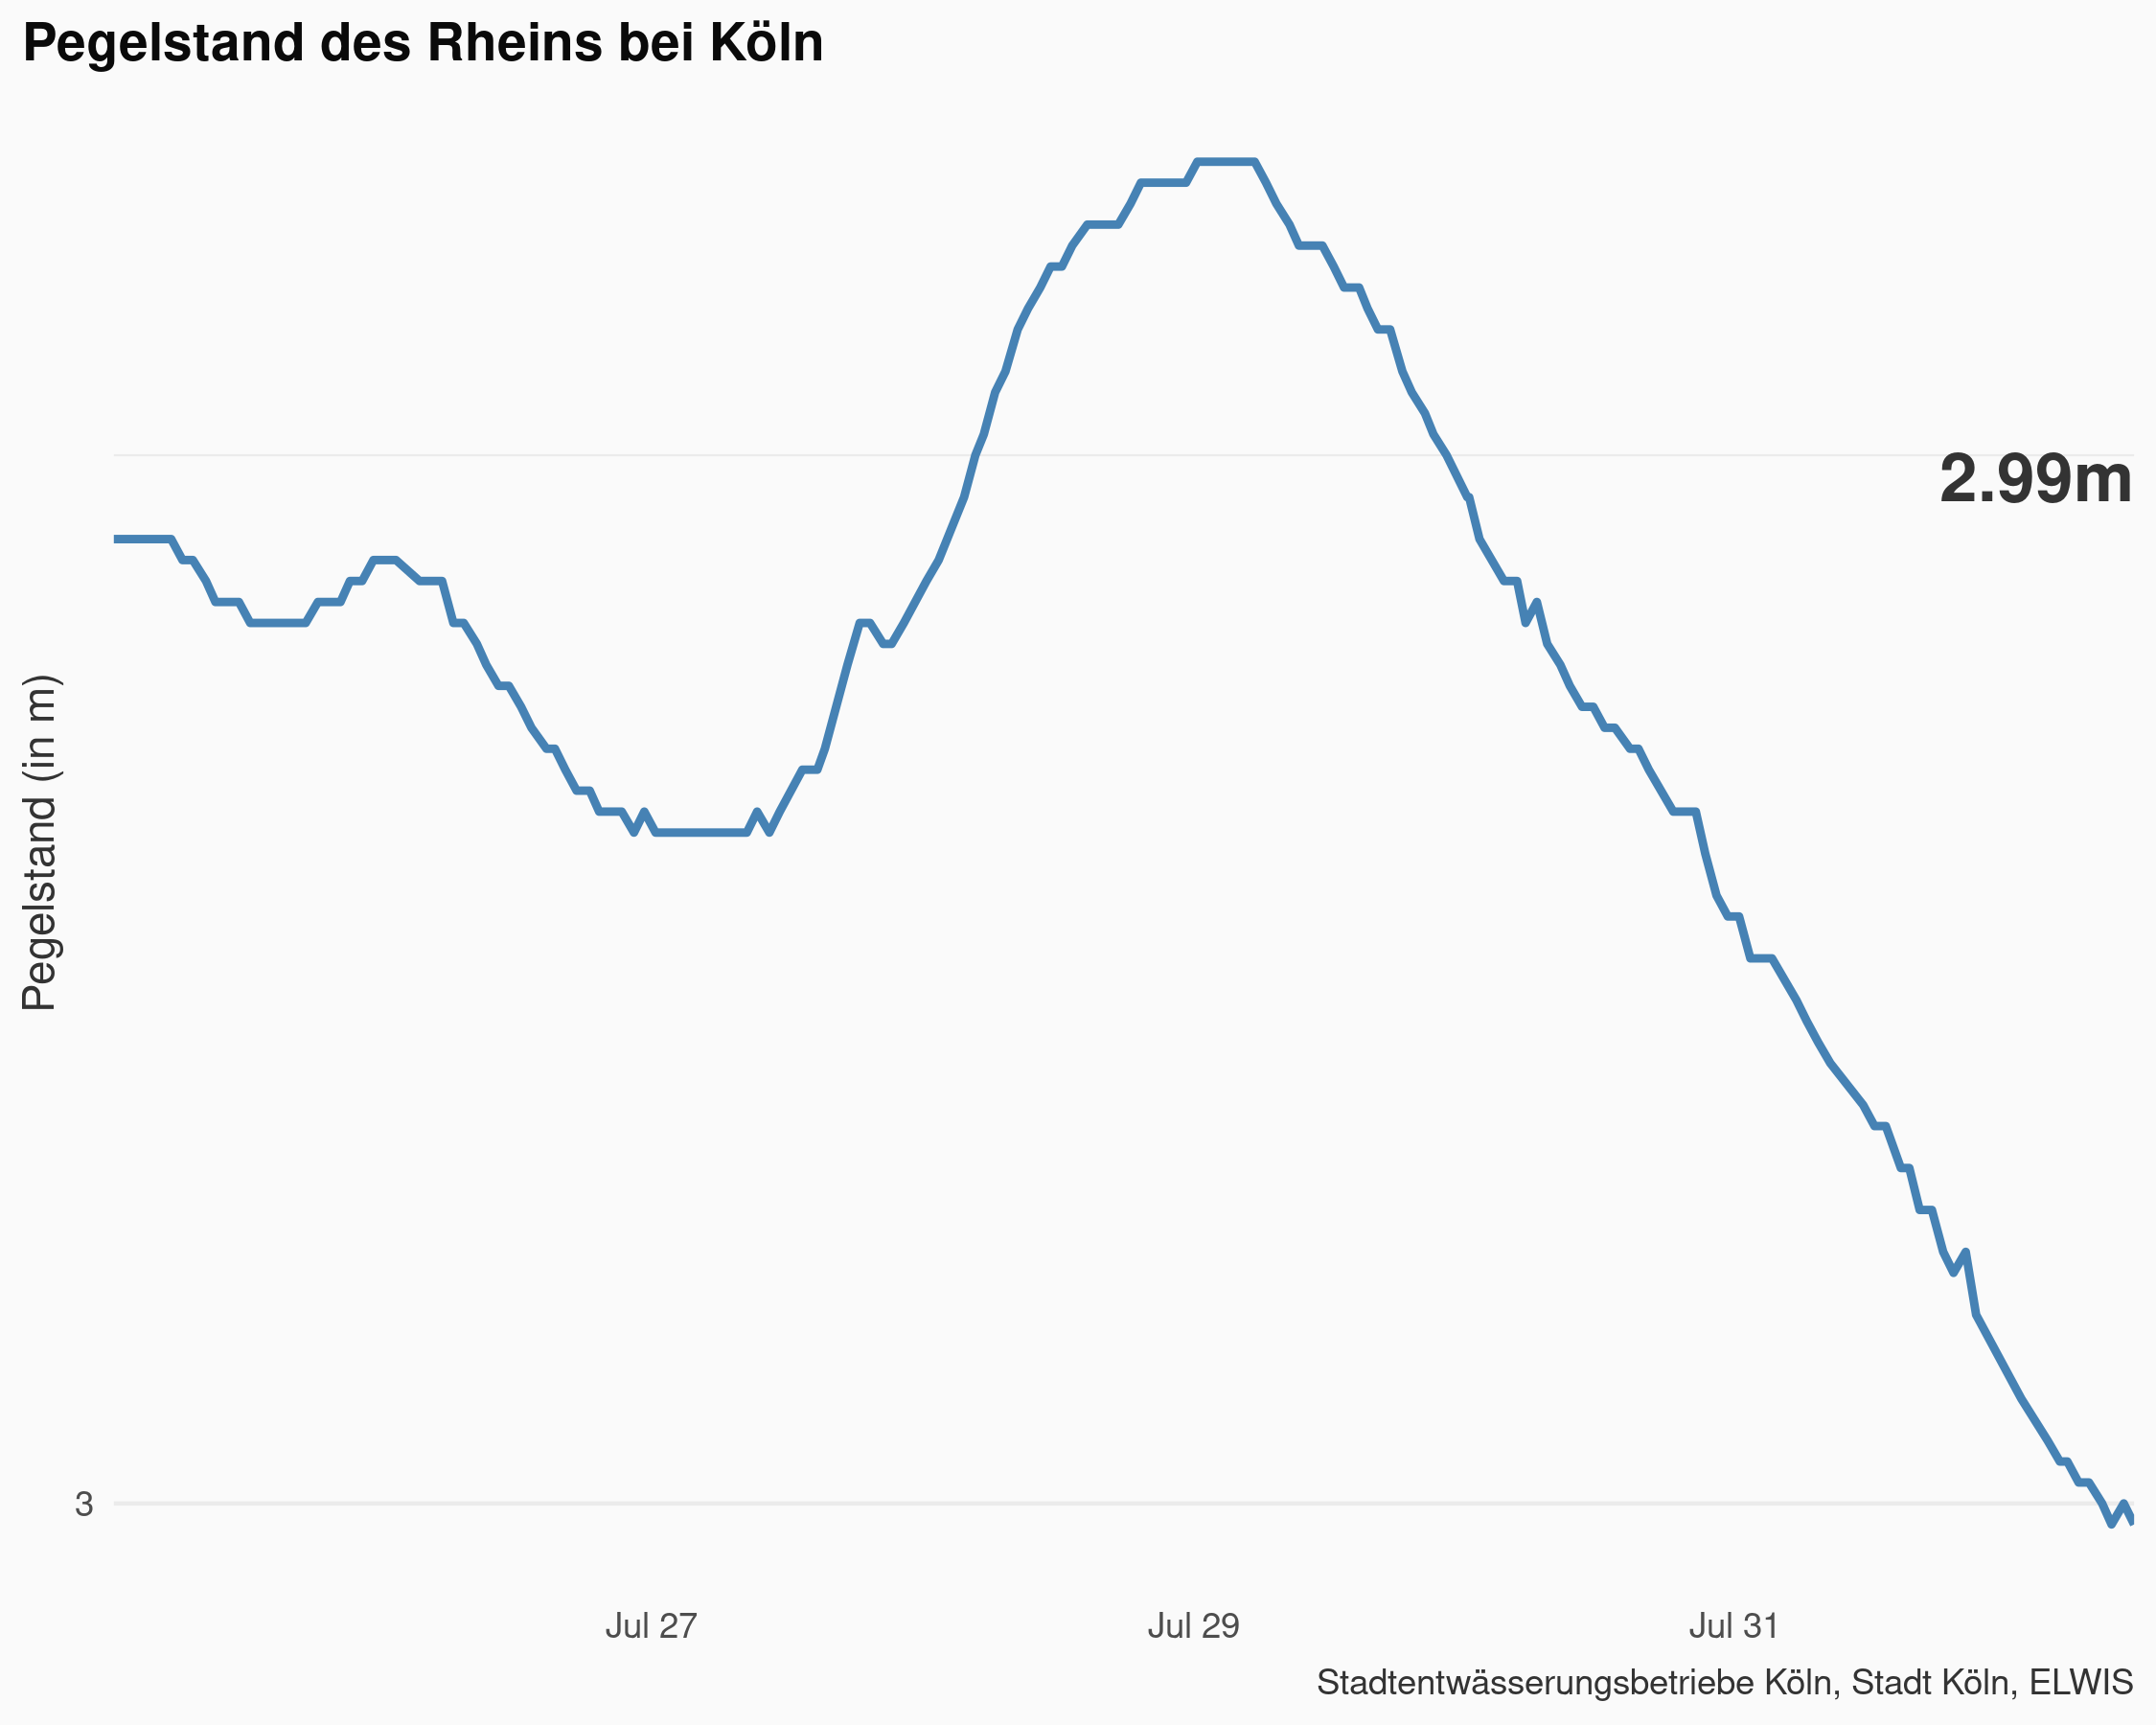 Pegelstand des Rheins bei Köln
2.99m
Pegelstand (in m)
3
Jul 27
Jul 29
Jul 31
Stadtentwässerungsbetriebe Köln, Stadt Köln, ELWIS